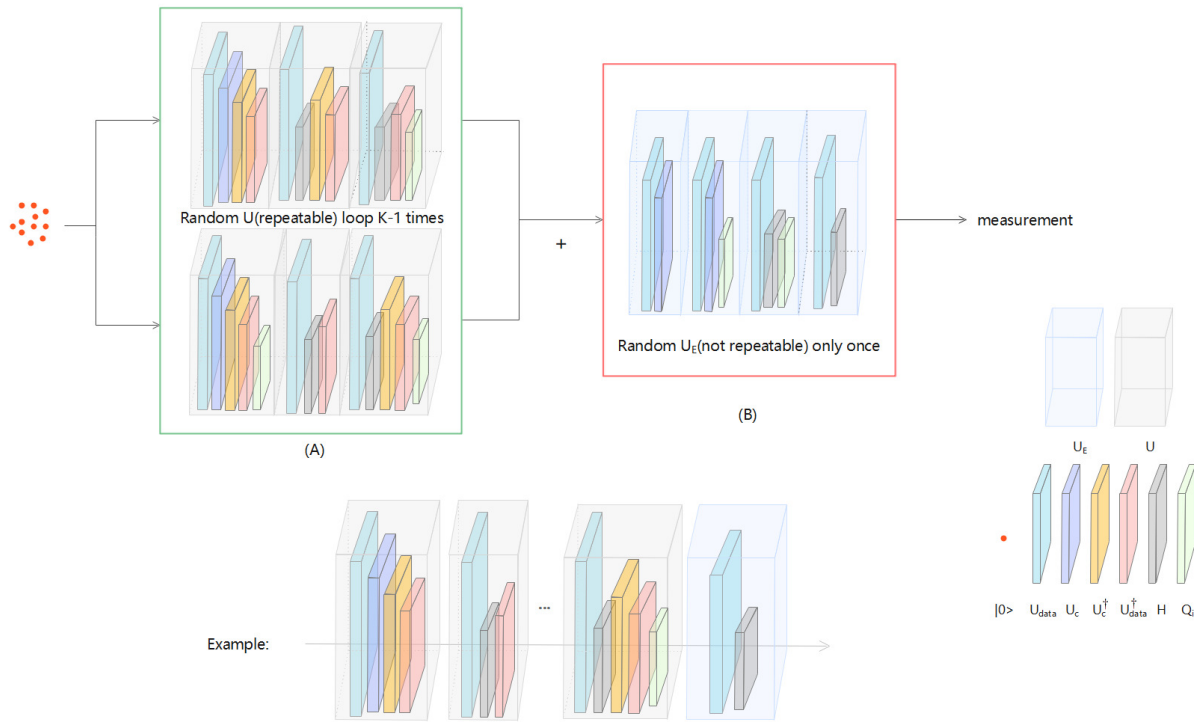 Random U(repeatable) loop K-1 times
(A)
+
Random U_E(not repeatable) only once
(B)
measurement
U_E U
|0> U_data U_c U_c^† U_data^† H
Example:
...